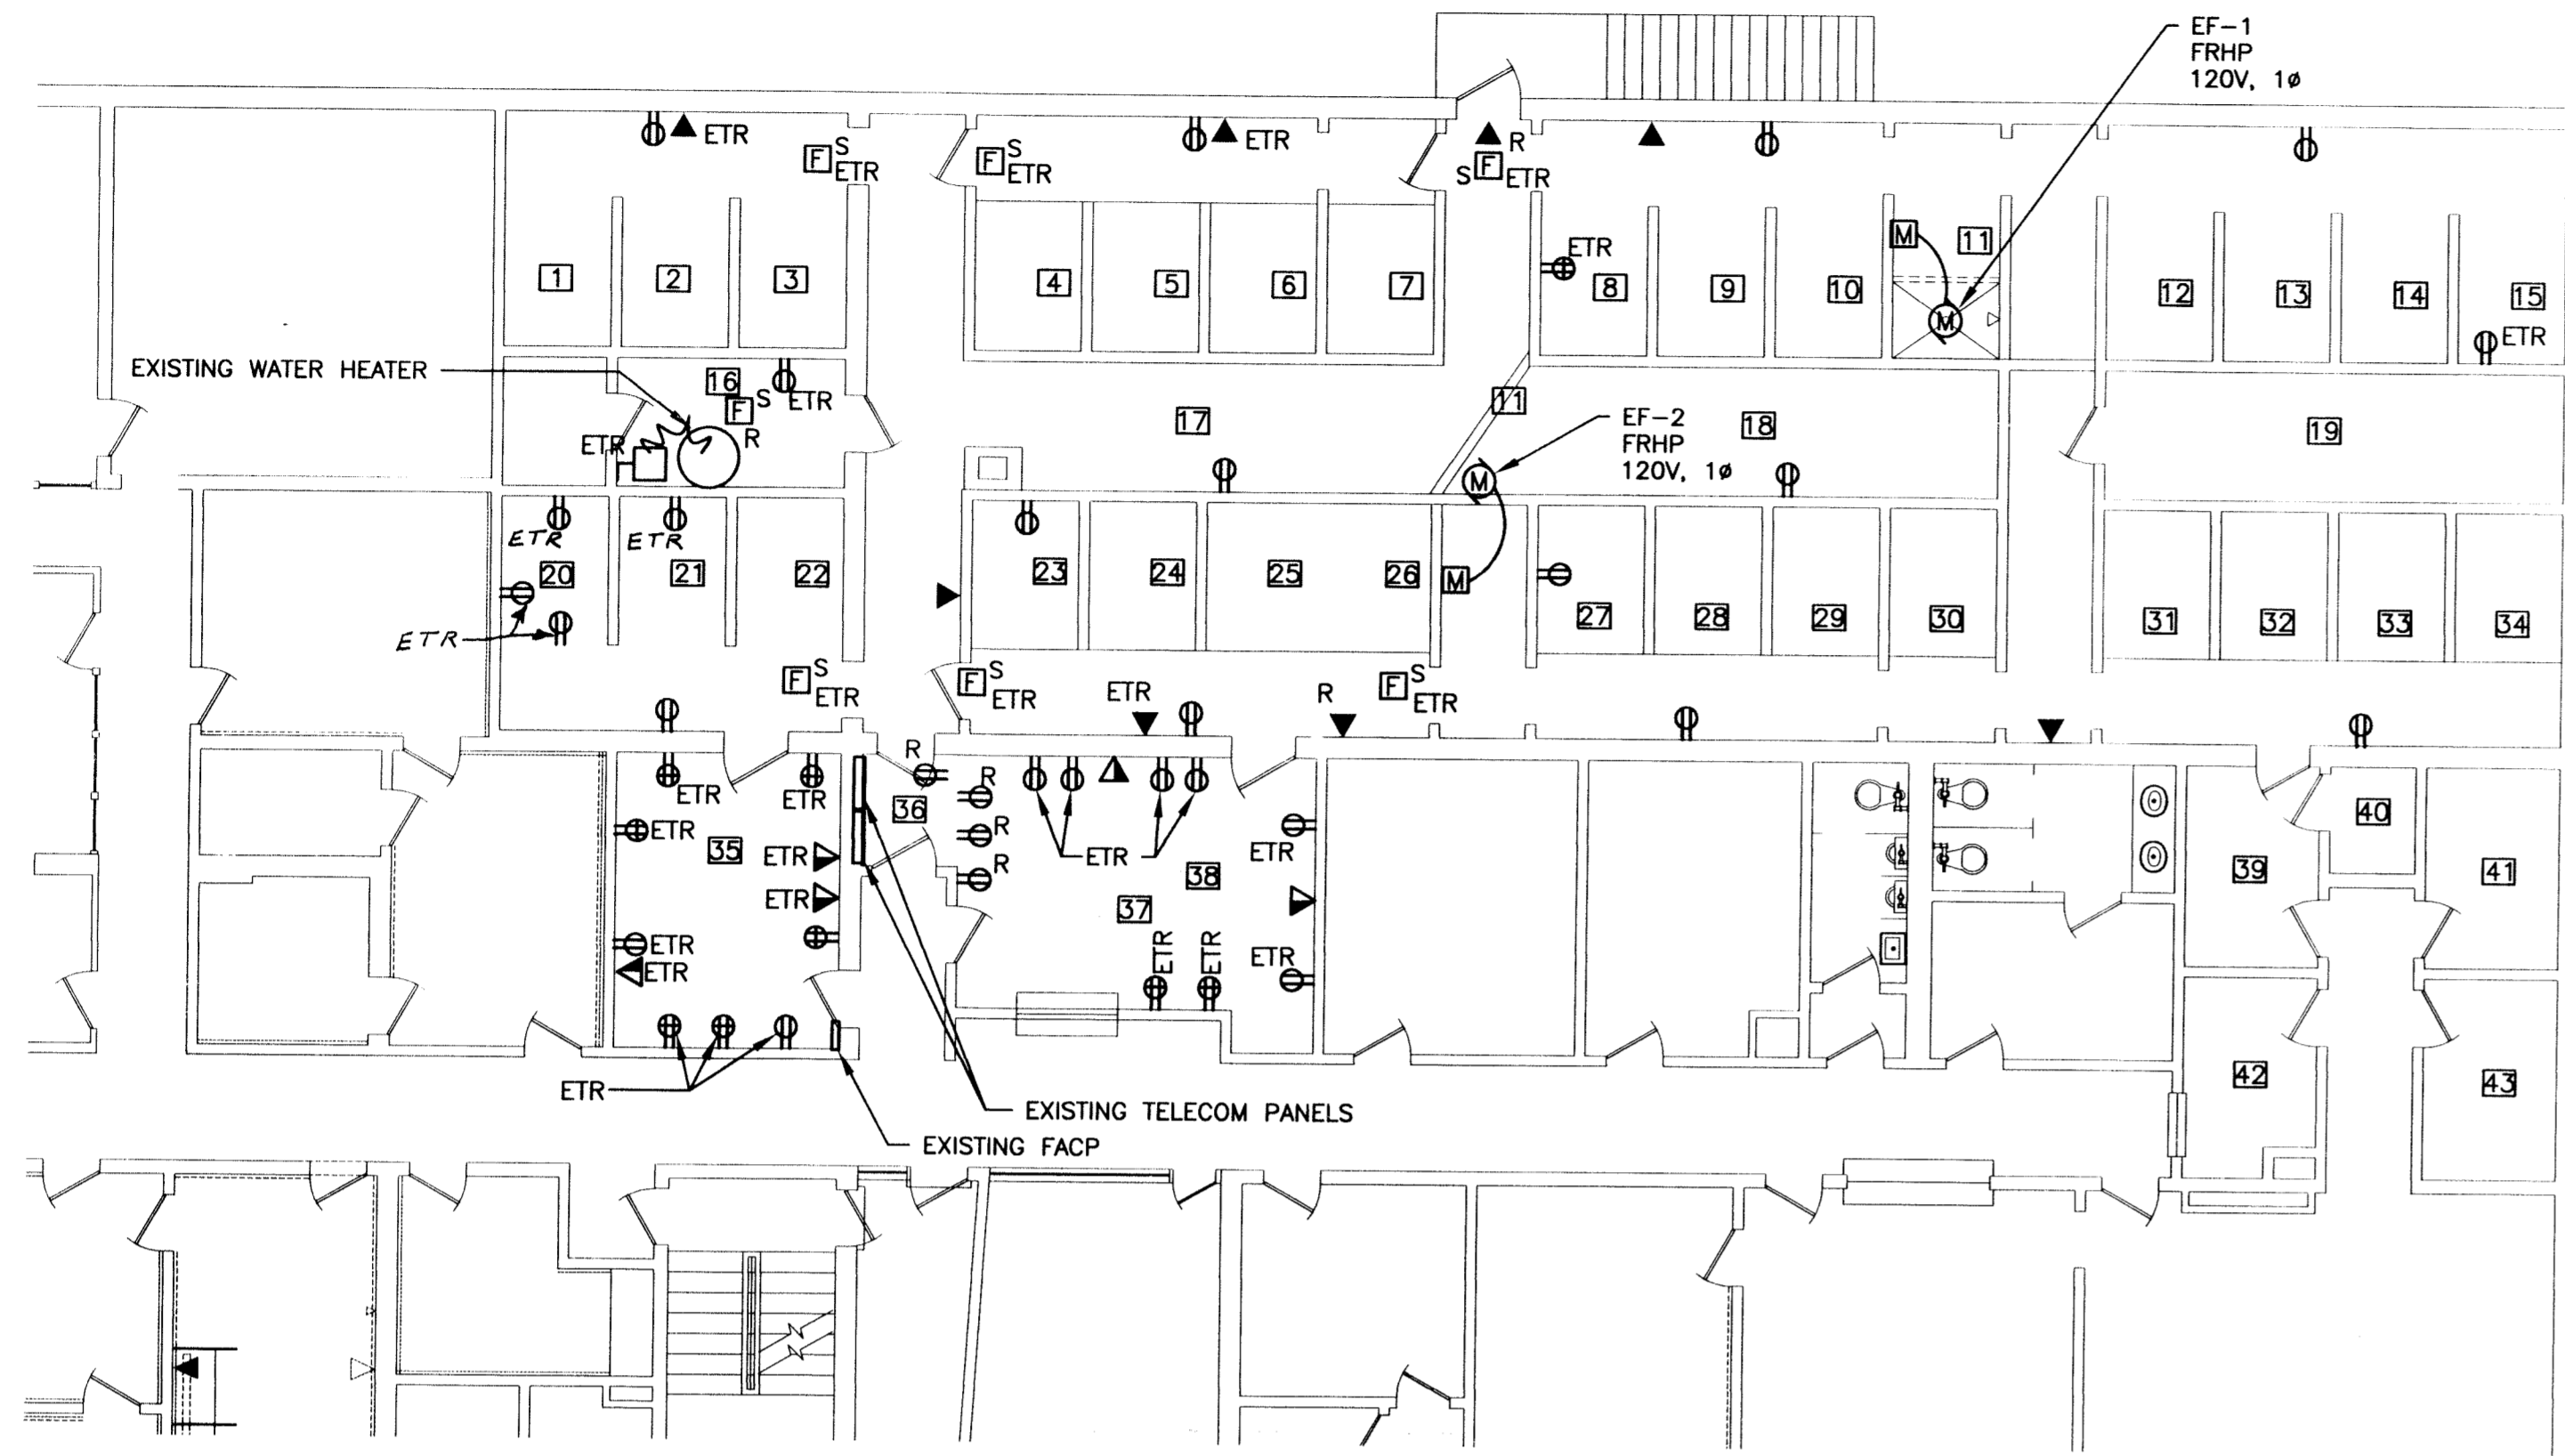 EF-1
FRHP
120V, 1ø
ETR
S
F
ETR
S
F
ETR
ETR
R
S F
ETR
ETR
M
11
1
2
3
4
5
6
7
8
9
10
M
12
13
14
15
ETR
EXISTING WATER HEATER
16
F S
ETR
R
ETR
17
11
EF-2
FRHP
120V, 1ø
18
19
M
ETR
ETR
20
21
22
23
24
25
26
M
27
28
29
30
31
32
33
34
ETR
F S
ETR
F S
ETR
ETR
R
F S
ETR
ETR
ETR
R
R
36
R
R
ETR
ETR
35
ETR
ETR
ETR
ETR
ETR
38
37
ETR
ETR
ETR
ETR
39
40
41
42
43
ETR
EXISTING TELECOM PANELS
EXISTING FACP